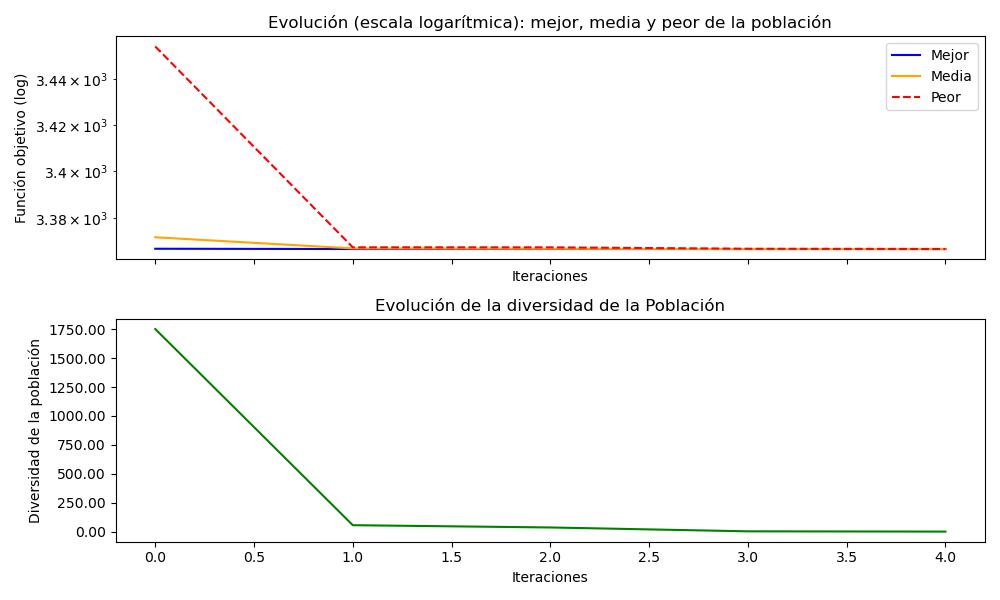 Evolución (escala logarítmica): mejor, media y peor de la población
Función objetivo (log)
3.44 × 10³
3.42 × 10³
3.4 × 10³
3.38 × 10³
Mejor
Media
Peor
Iteraciones
Evolución de la diversidad de la Población
Diversidad de la población
1750.00
1500.00
1250.00
1000.00
750.00
500.00
250.00
0.00
0.0 0.5 1.0 1.5 2.0 2.5 3.0 3.5 4.0
Iteraciones